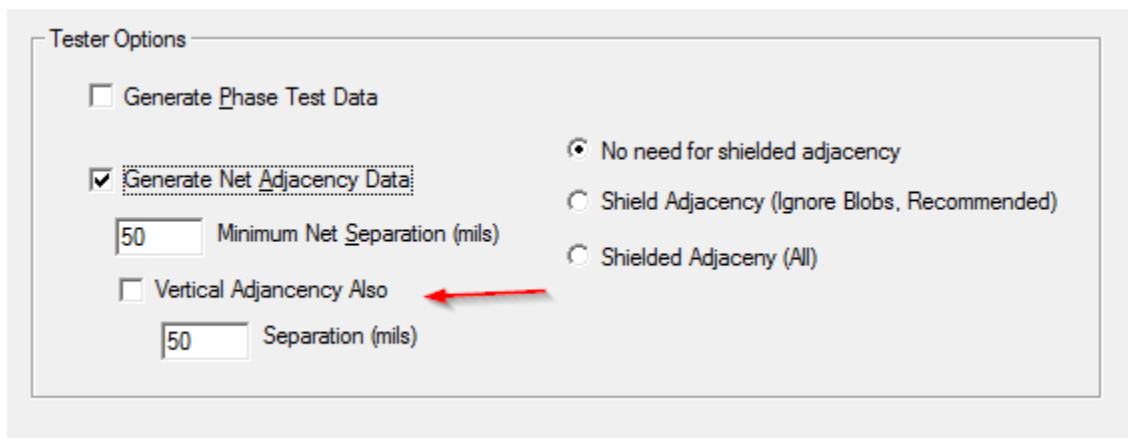 Tester Options
Generate Phase Test Data
No need for shielded adjacency
Generate Net Adjacency Data
Shield Adjacency (Ignore Blobs, Recommended)
50 Minimum Net Separation (mils)
Shielded Adjaceny (All)
Vertical Adjancency Also
50 Separation (mils)